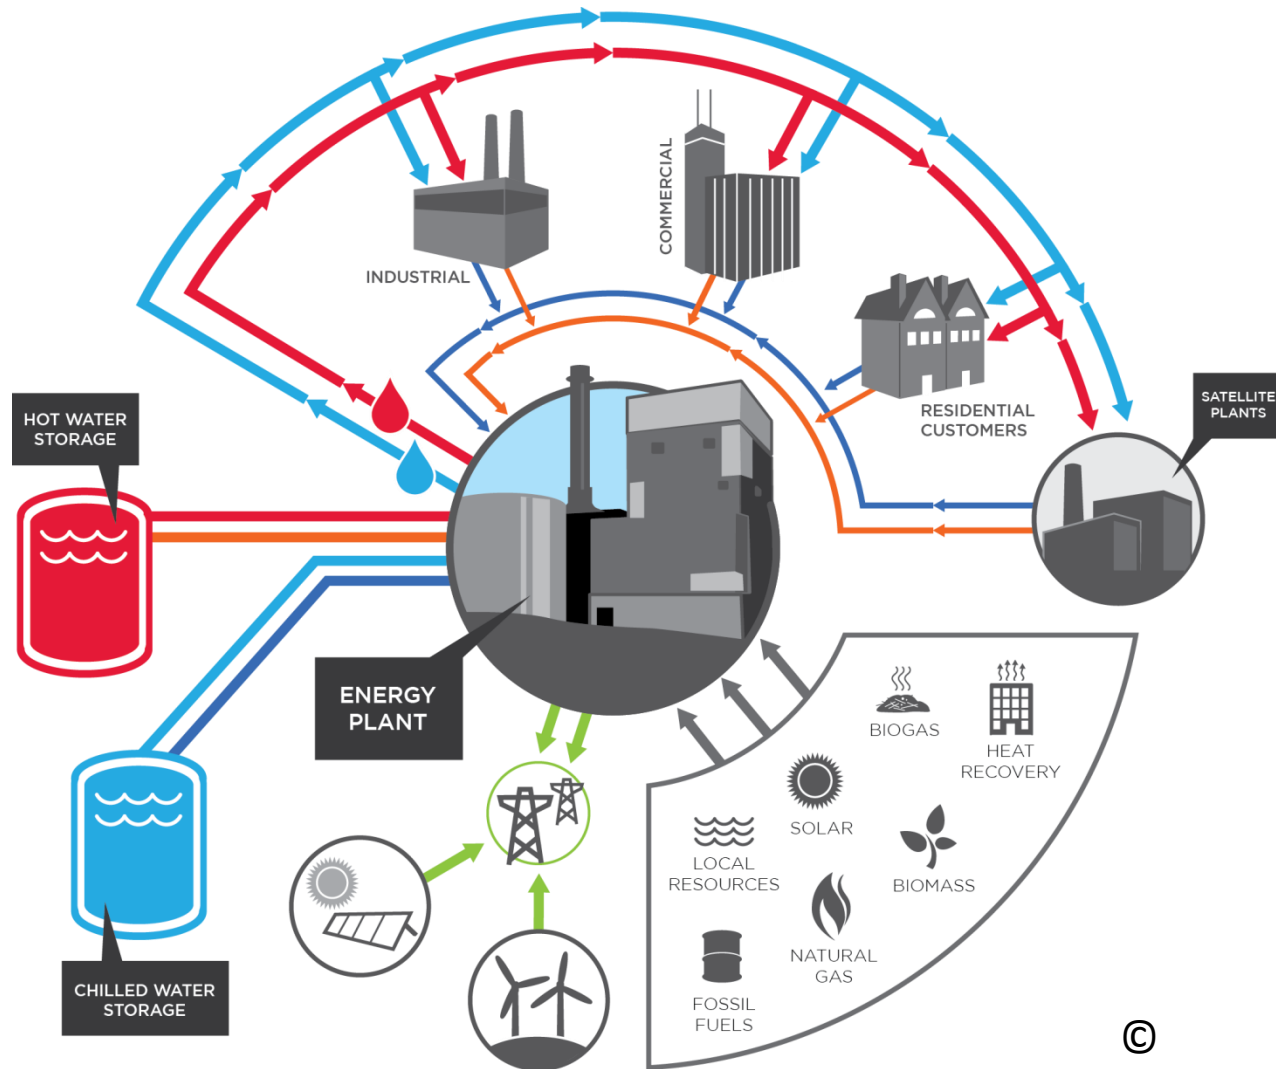 COMMERCIAL
INDUSTRIAL
RESIDENTIAL
CUSTOMERS
SATELLITE
PLANTS
HOT WATER
STORAGE
ENERGY
PLANT
CHILLED WATER
STORAGE
BIOGAS
HEAT
RECOVERY
SOLAR
LOCAL
RESOURCES
BIOMASS
NATURAL
GAS
FOSSIL
FUELS
©